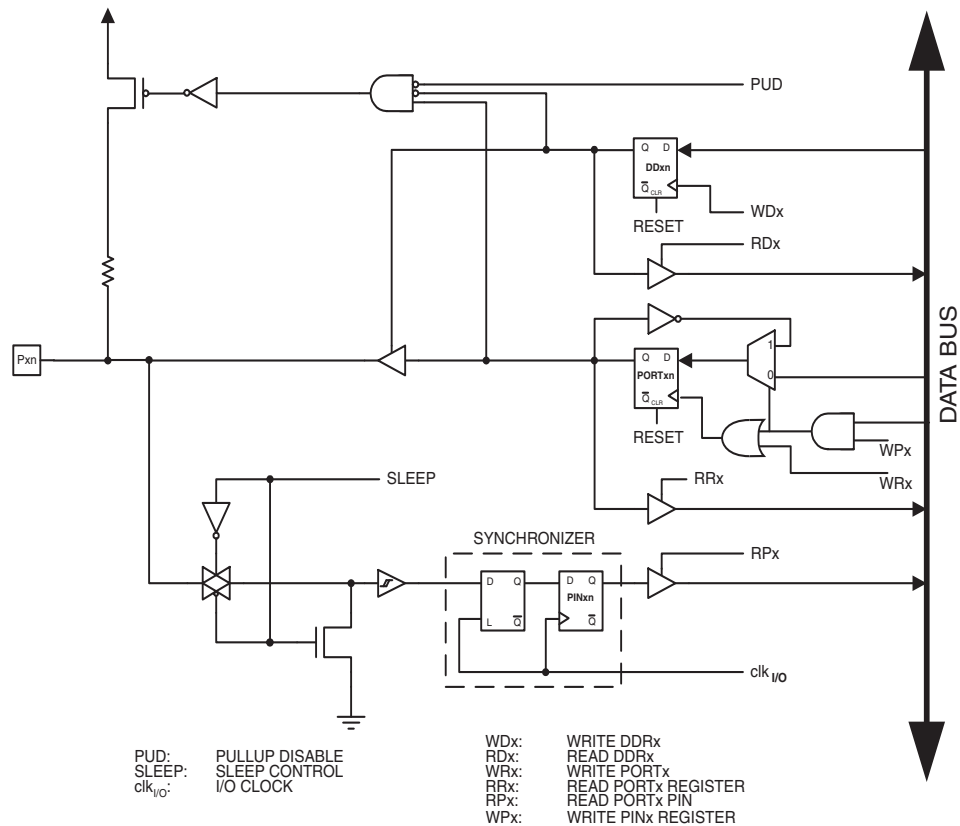 PUD
Q D
DDxn
Q CLR
WDx
RESET
RDx
Pxn
1
Q D
PORTxn
0
Q CLR
RESET
WPx
WRx
DATA BUS
SLEEP
RRx
SYNCHRONIZER
RPx
D Q
L Q
D Q
PINxn
Q
clk I/O
PUD: PULLUP DISABLE
SLEEP: SLEEP CONTROL
clkI/O: I/O CLOCK
WDx: WRITE DDRx
RDx: READ DDRx
WRx: WRITE PORTx
RRx: READ PORTx REGISTER
RPx: READ PORTx PIN
WPx: WRITE PINx REGISTER